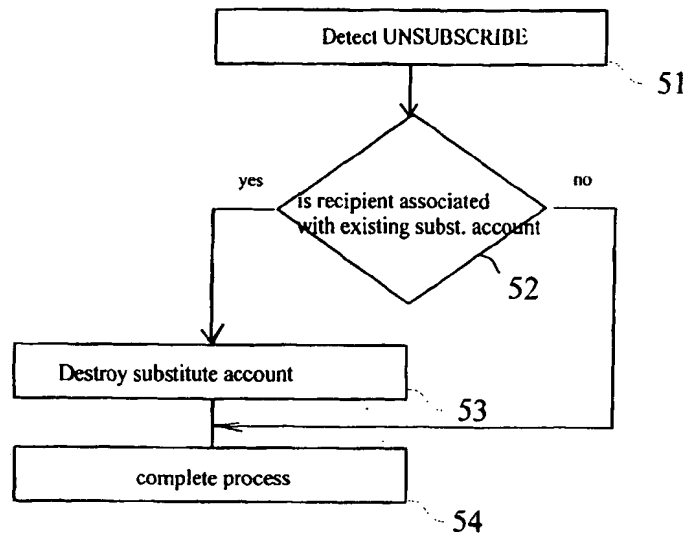 Detect UNSUBSCRIBE
51
yes
no
is recipient associated
with existing subst. account
52
Destroy substitute account
53
complete process
54